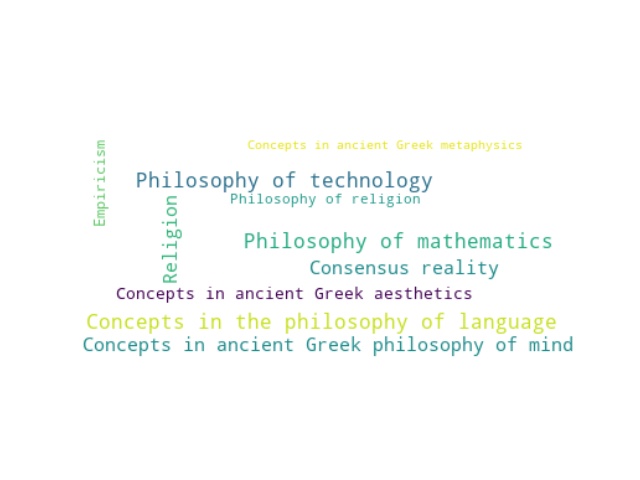 Concepts in ancient Greek metaphysics
Empiricism
Philosophy of technology
Philosophy of religion
Religion
Philosophy of mathematics
Consensus reality
Concepts in ancient Greek aesthetics
Concepts in the philosophy of language
Concepts in ancient Greek philosophy of mind